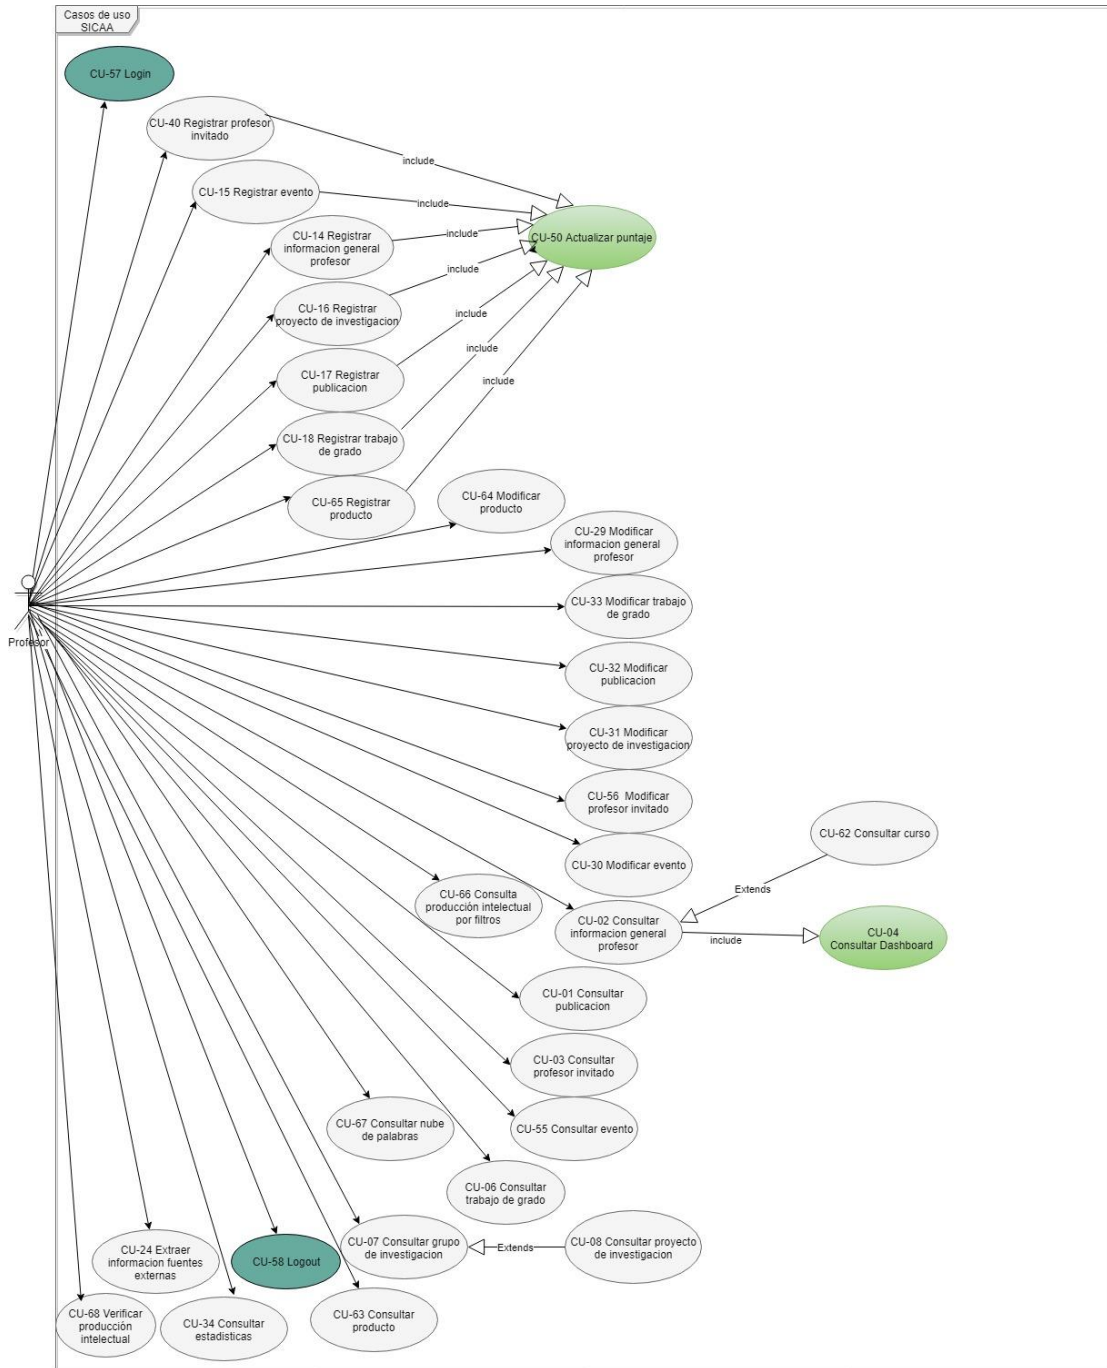 Casos de uso
SICAA
CU-57 Login
CU-40 Registrar profesor
invitado
include
CU-15 Registrar evento
include
CU-14 Registrar
informacion general
profesor
include
CU-50 Actualizar puntaje
CU-16 Registrar
proyecto de investigacion
include
CU-17 Registrar
publicacion
include
CU-18 Registrar trabajo
de grado
include
CU-65 Registrar
producto
include
CU-64 Modificar
producto
CU-29 Modificar
informacion general
profesor
CU-33 Modificar trabajo
de grado
Profesor
CU-32 Modificar
publicacion
CU-31 Modificar
proyecto de investigacion
CU-56 Modificar
profesor invitado
CU-62 Consultar curso
CU-30 Modificar evento
Extends
CU-66 Consulta
producción intelectual
por filtros
CU-02 Consultar
informacion general
profesor
include
CU-04
Consultar Dashboard
CU-01 Consultar
publicacion
CU-03 Consultar
profesor invitado
CU-67 Consultar nube
de palabras
CU-55 Consultar evento
CU-06 Consultar
trabajo de grado
CU-24 Extraer
informacion fuentes
externas
CU-58 Logout
CU-07 Consultar grupo
de investigacion
Extends
CU-08 Consultar proyecto
de investigacion
CU-68 Verificar
producción
intelectual
CU-34 Consultar
estadisticas
CU-63 Consultar
producto